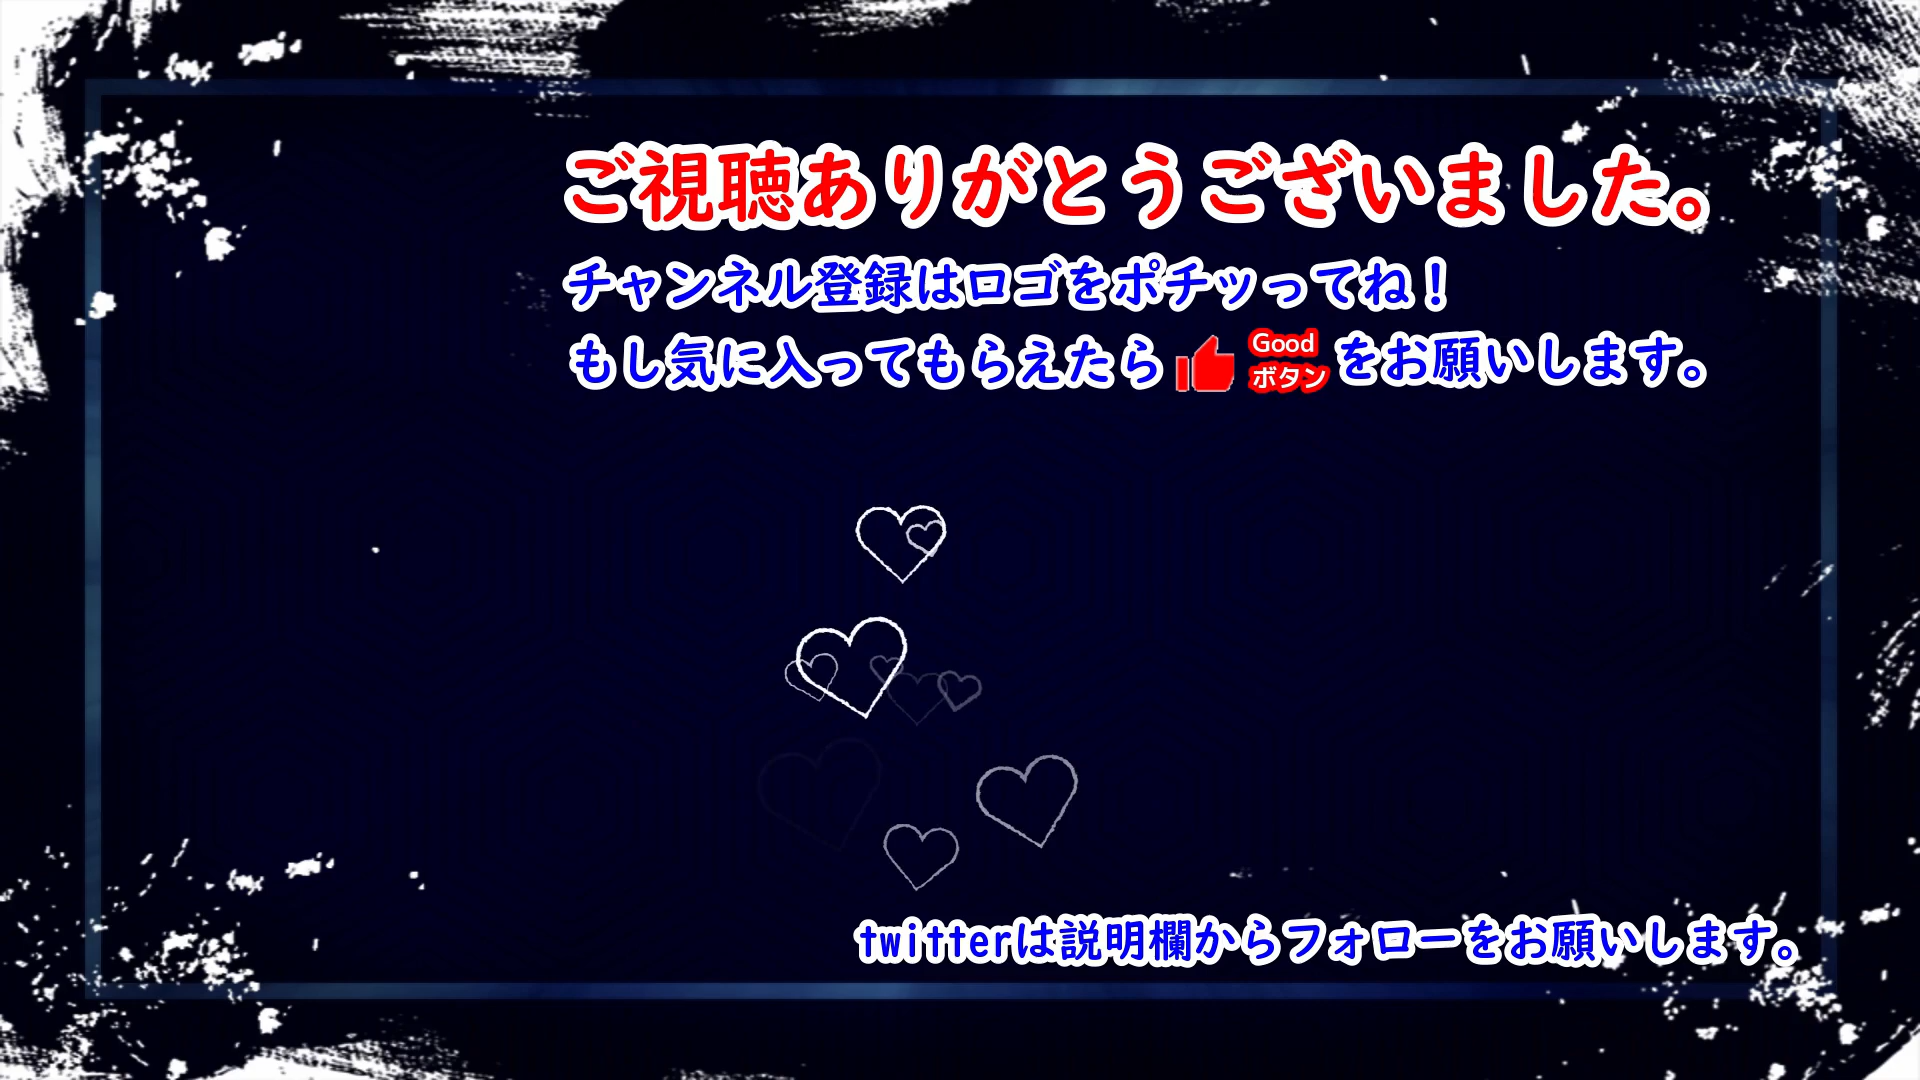 ご視聴ありがとうございました。
チャンネル登録はロゴをポチッってね！
もし気に入ってもらえたら Good ボタン をお願いします。
twitterは説明欄からフォローをお願いします。